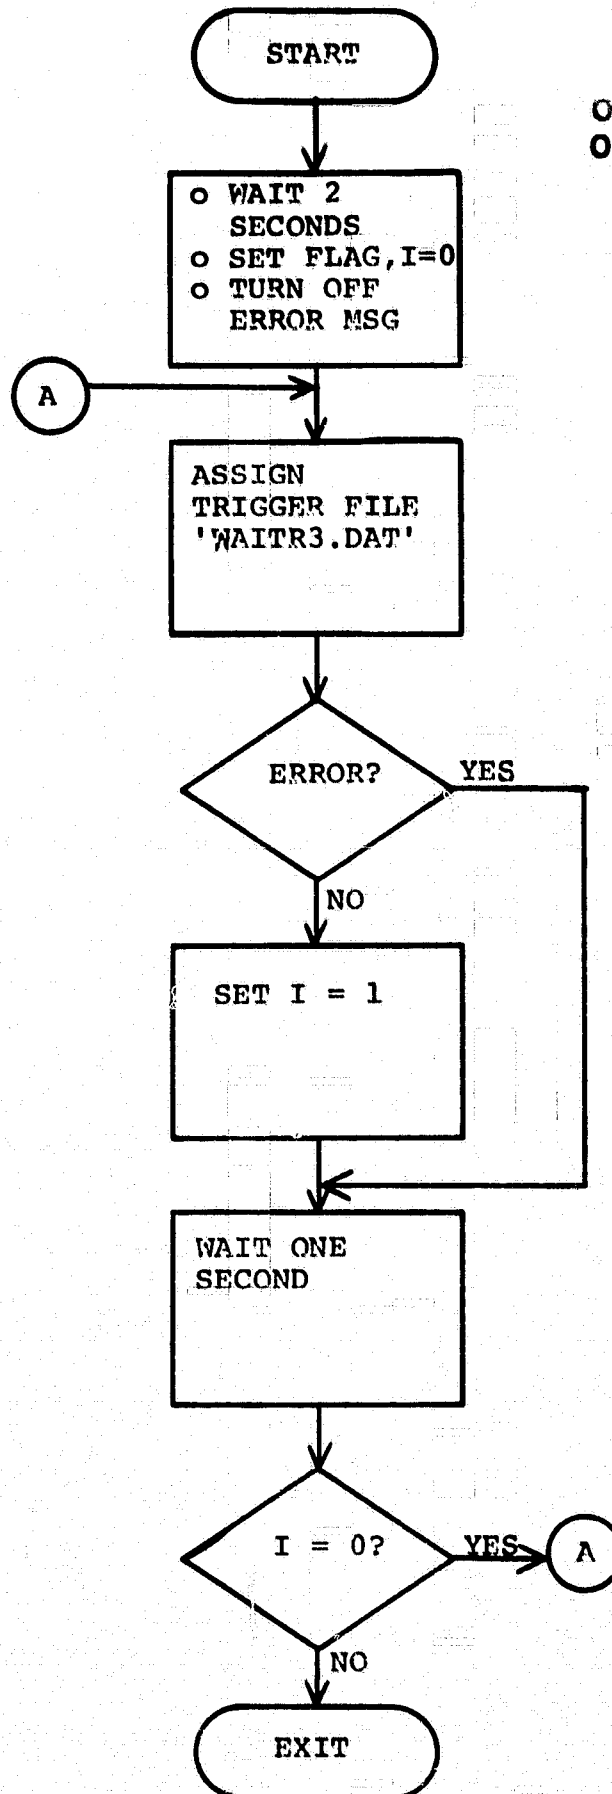 START
O
O
o WAIT 2
SECONDS
o SET FLAG,I=0
o TURN OFF
ERROR MSG
A
ASSIGN
TRIGGER FILE
'WAITR3.DAT'
ERROR?
YES
NO
SET I = 1
WAIT ONE
SECOND
I = 0?
YES
A
NO
EXIT